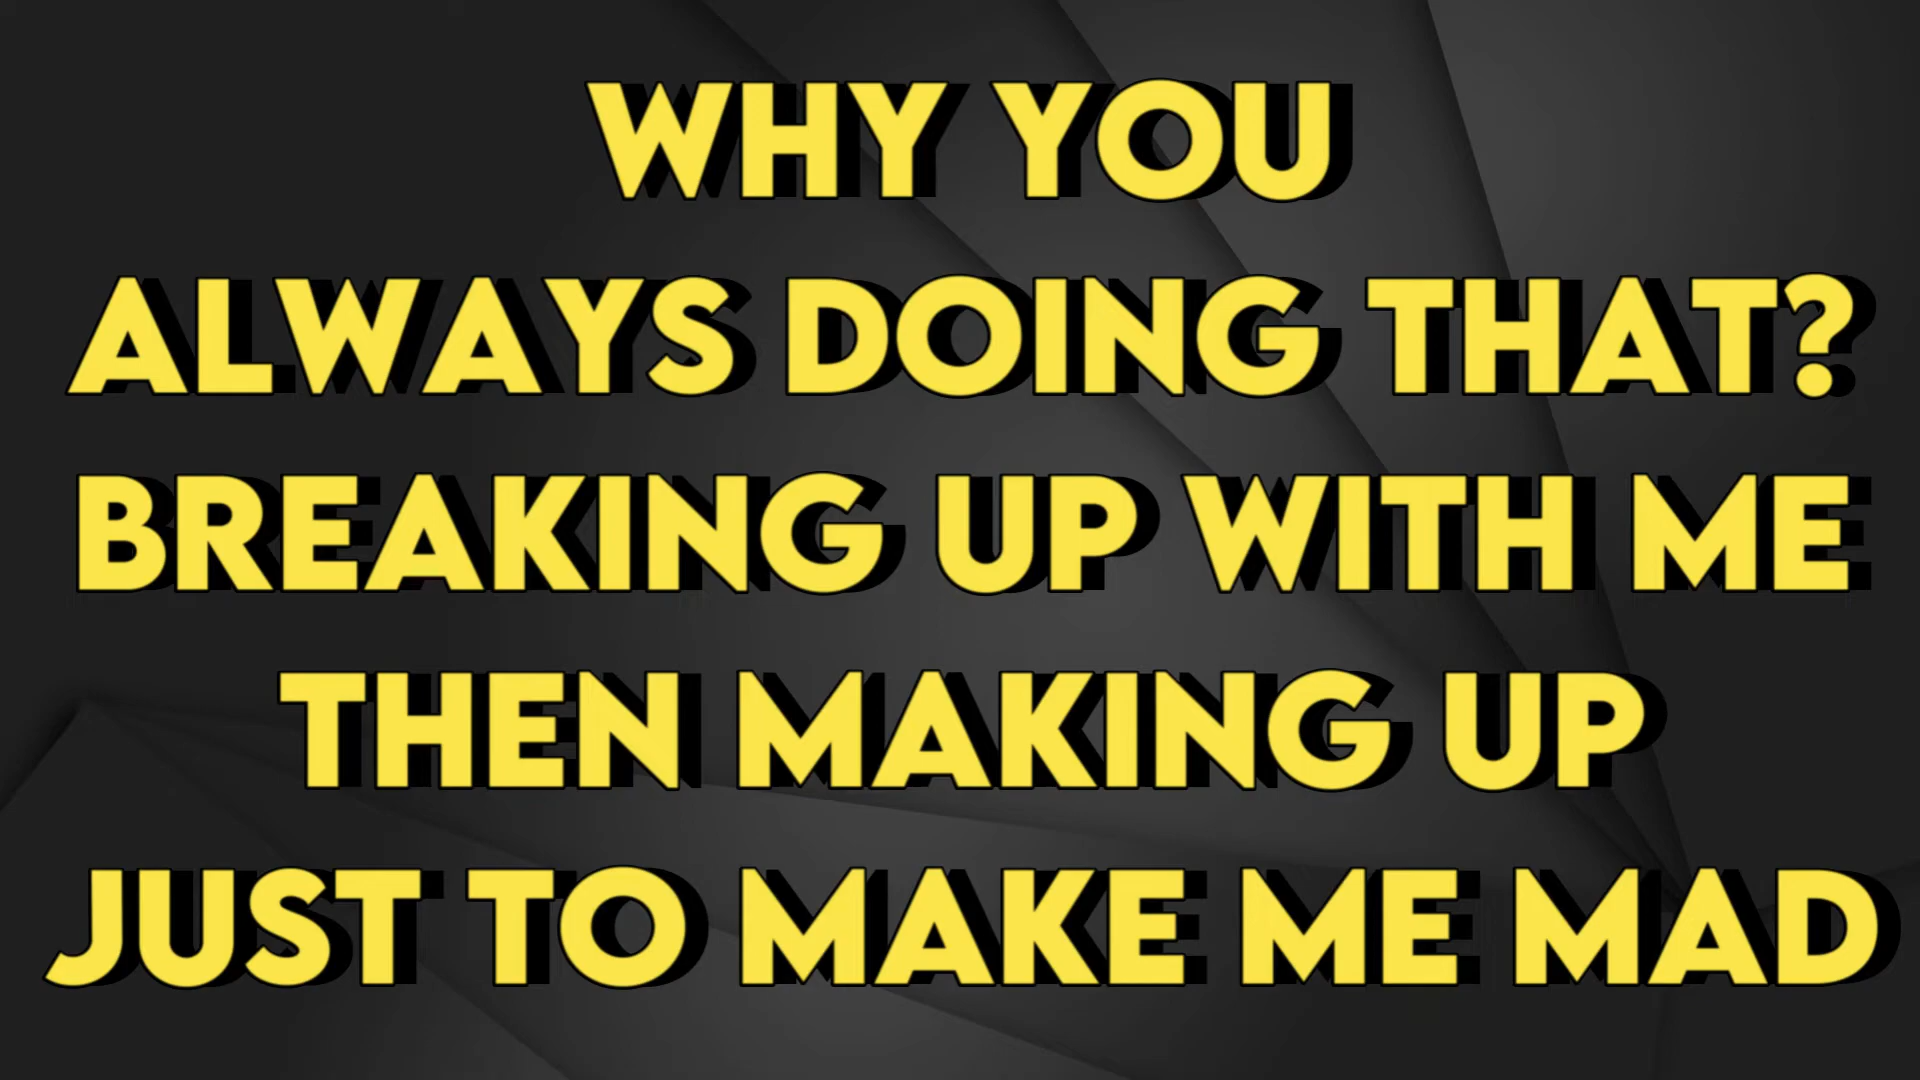 WHY YOU
ALWAYS DOING THAT?
BREAKING UP WITH ME
THEN MAKING UP
JUST TO MAKE ME MAD